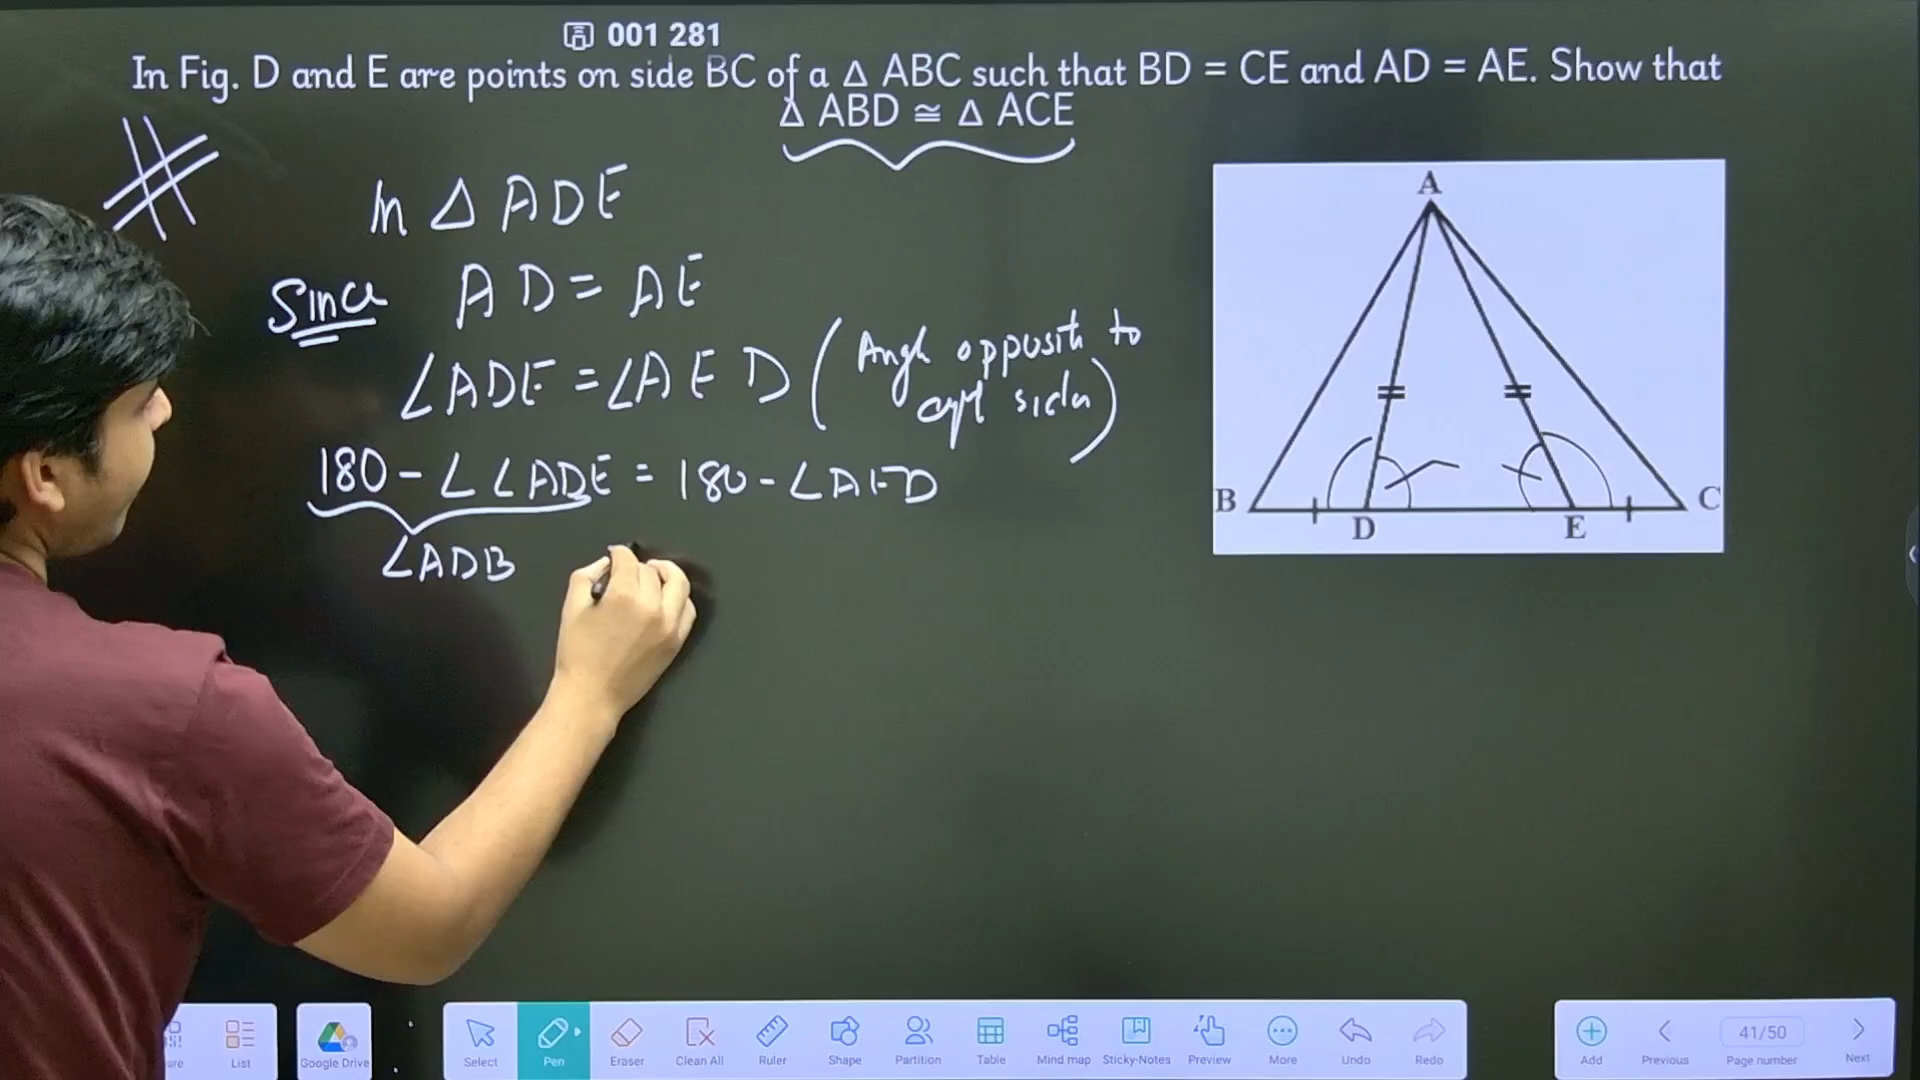 001 281
In Fig. D and E are points on side BC of a Δ ABC such that BD = CE and AD = AE. Show that
Δ ABD ≅ Δ ACE
In Δ ADE
Since AD = AE
∠ADE = ∠AED (Angle opposite to
sides)
180 - ∠∠ADE = 180 - ∠AED
∠ADB
A
B
D
E
C
List
Google Drive
Select
Pen
Eraser
Clean All
Ruler
Shape
Partition
Table
Mind map
Sticky-Notes
Preview
More
Undo
Redo
Add
Previous
41/50
Page number
Next